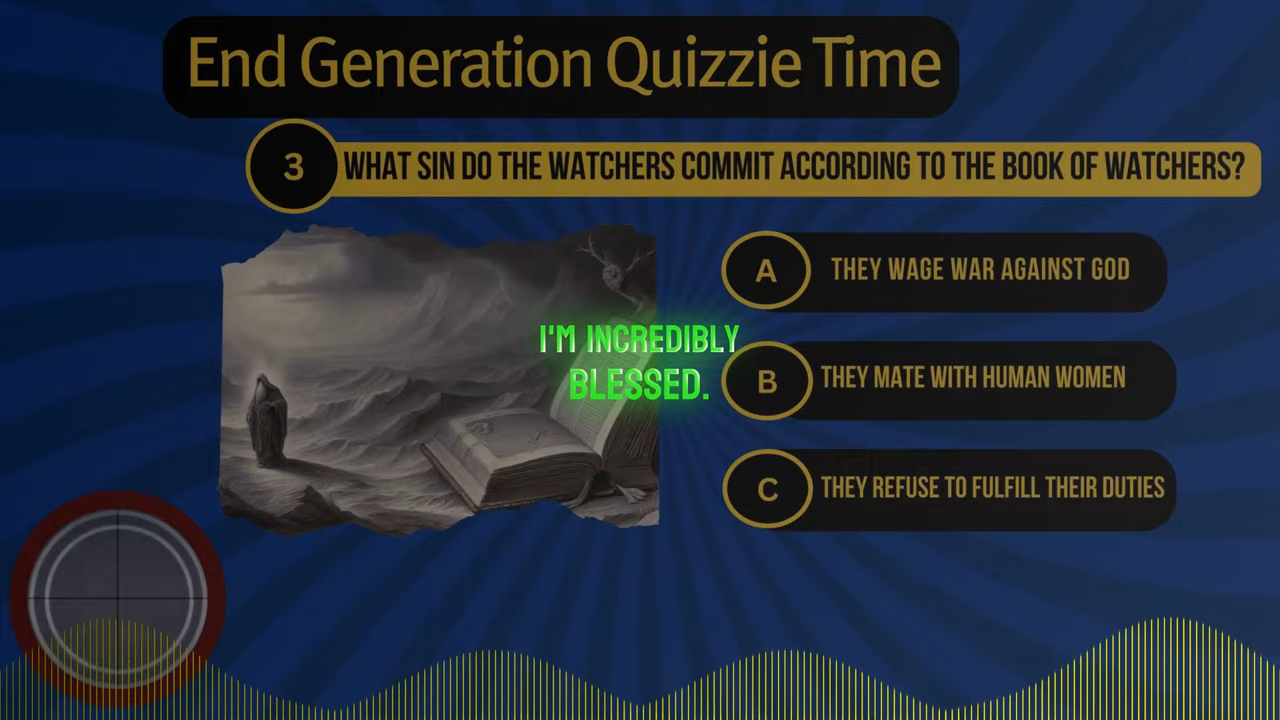 End Generation Quizzie Time
3
WHAT SIN DO THE WATCHERS COMMIT ACCORDING TO THE BOOK OF WATCHERS?
A
THEY WAGE WAR AGAINST GOD
I'M INCREDIBLY
BLESSED.
B
THEY MATE WITH HUMAN WOMEN
C
THEY REFUSE TO FULFILL THEIR DUTIES